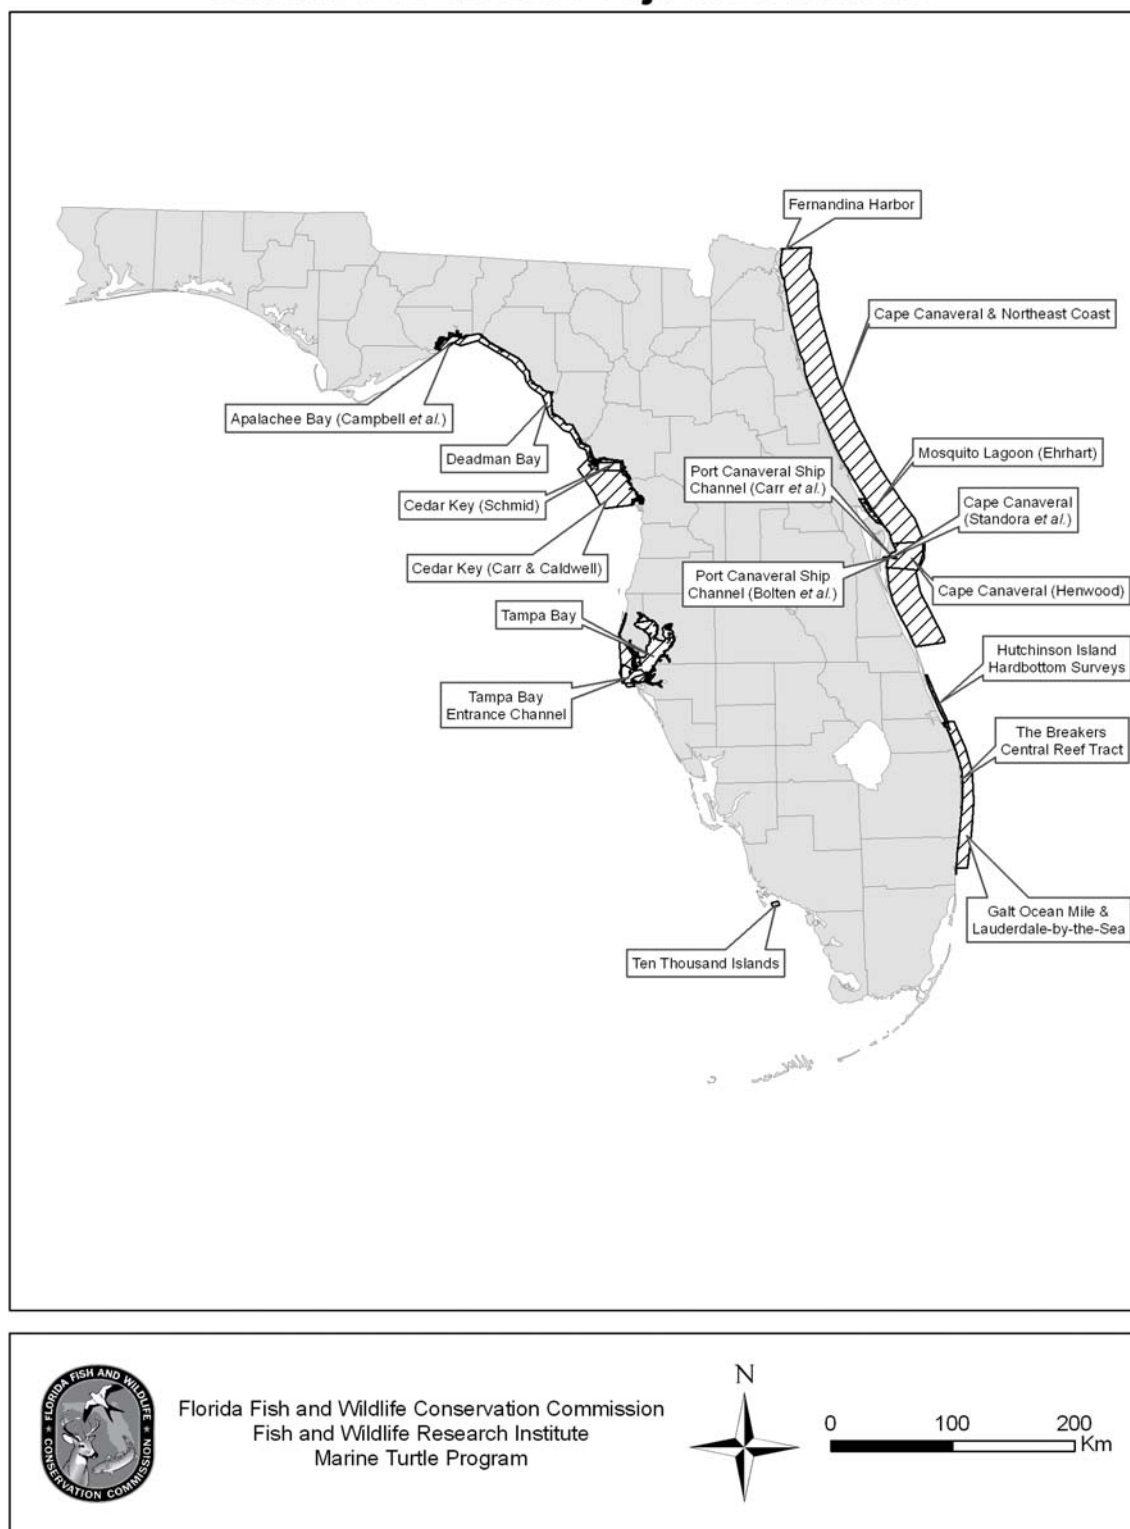 Fernandina Harbor
Cape Canaveral & Northeast Coast
Apalachee Bay (Campbell et al.)
Deadman Bay
Mosquito Lagoon (Ehrhart)
Port Canaveral Ship
Channel (Carr et al.)
Cedar Key (Schmid)
Cape Canaveral
(Standora et al.)
Cedar Key (Carr & Caldwell)
Port Canaveral Ship
Channel (Bolten et al.)
Cape Canaveral (Henwood)
Tampa Bay
Hutchinson Island
Hardbottom Surveys
Tampa Bay
Entrance Channel
The Breakers
Central Reef Tract
Galt Ocean Mile &
Lauderdale-by-the-Sea
Ten Thousand Islands
FLORIDA FISH AND WILDLIFE
CONSERVATION COMMISSION
Florida Fish and Wildlife Conservation Commission
Fish and Wildlife Research Institute
Marine Turtle Program
N
0 100 200
Km